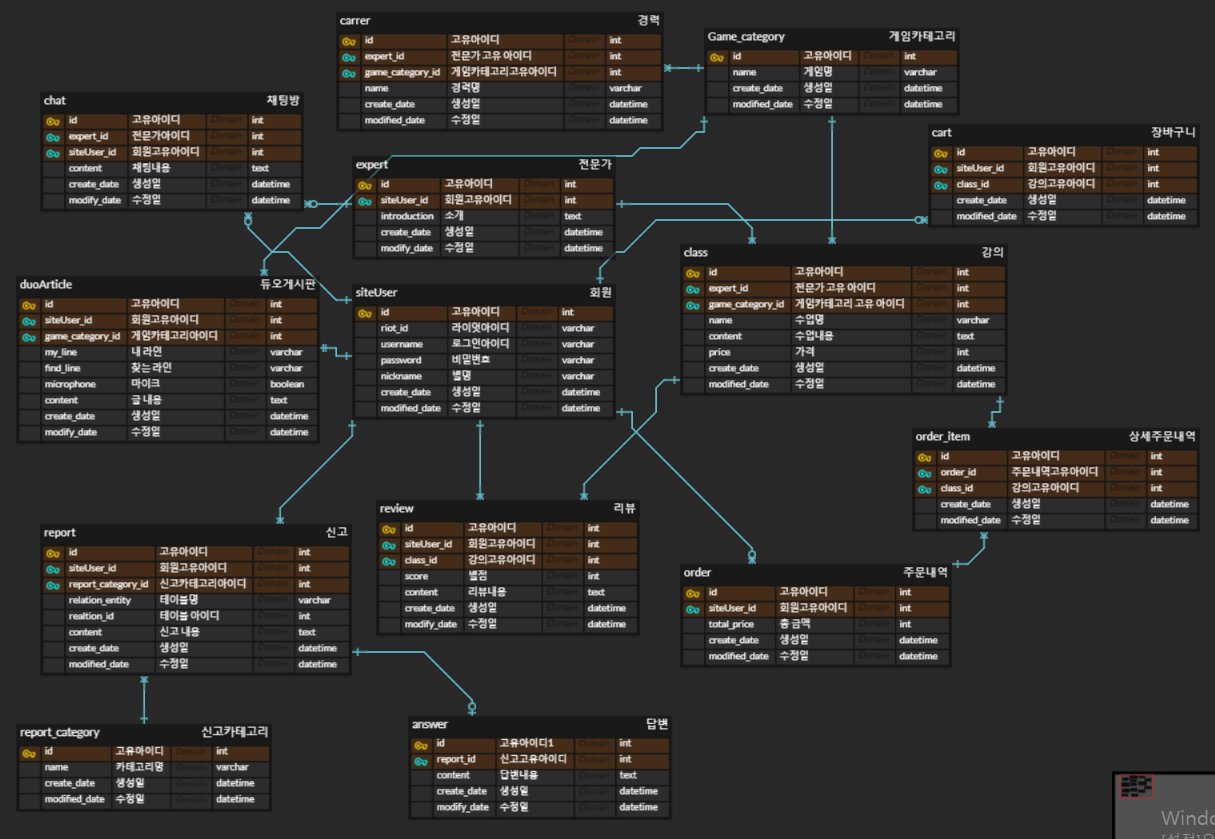 carrer 경력
id 고유아이디 Domain int
expert_id 전문가 고유 아이디 Domain int
game_category_id 게임카테고리고유아이디 Domain int
name 경력명 Domain varchar
create_date 생성일 Domain datetime
modified_date 수정일 Domain datetime
Game_category 게임카테고리
id 고유아이디 Domain int
name 게임명 Domain varchar
create_date 생성일 Domain datetime
modified_date 수정일 Domain datetime
chat 채팅방
id 고유아이디 Domain int
expert_id 전문가아이디 Domain int
siteUser_id 회원고유아이디 Domain int
content 채팅내용 Domain text
create_date 생성일 Domain datetime
modify_date 수정일 Domain datetime
cart 장바구니
id 고유아이디 Domain int
siteUser_id 회원고유아이디 Domain int
class_id 강의고유아이디 Domain int
create_date 생성일 Domain datetime
modified_date 수정일 Domain datetime
expert 전문가
id 고유아이디 Domain int
siteUser_id 회원고유아이디 Domain int
introduction 소개 Domain text
create_date 생성일 Domain datetime
modify_date 수정일 Domain datetime
class 강의
id 고유아이디 Domain int
expert_id 전문가 고유아이디 Domain int
game_category_id 게임카테고리 고유 아이디 Domain int
name 수업명 Domain varchar
content 수업내용 Domain text
price 가격 Domain int
create_date 생성일 Domain datetime
modified_date 수정일 Domain datetime
duoArticle 듀오게시판
id 고유아이디 Domain int
siteUser_id 회원고유아이디 Domain int
game_category_id 게임카테고리아이디 Domain int
my_line 내 라인 Domain varchar
find_line 찾는 라인 Domain varchar
microphone 마이크 Domain boolean
content 글 내용 Domain text
create_date 생성일 Domain datetime
modify_date 수정일 Domain datetime
siteUser 회원
id 고유아이디 Domain int
riot_id 라이엇아이디 Domain varchar
username 로그인아이디 Domain varchar
password 비밀번호 Domain varchar
nickname 별명 Domain varchar
create_date 생성일 Domain datetime
modified_date 수정일 Domain datetime
order_item 상세주문내역
id 고유아이디 Domain int
order_id 주문내역고유아이디 Domain int
class_id 강의고유아이디 Domain int
create_date 생성일 Domain datetime
modified_date 수정일 Domain datetime
review 리뷰
id 고유아이디 Domain int
siteUser_id 회원고유아이디 Domain int
class_id 강의고유아이디 Domain int
score 별점 Domain int
content 리뷰내용 Domain text
create_date 생성일 Domain datetime
modify_date 수정일 Domain datetime
report 신고
id 고유아이디 Domain int
siteUser_id 회원고유아이디 Domain int
report_category_id 신고카테고리아이디 Domain int
relation_entity 테이블명 Domain varchar
realtion_id 테이블 아이디 Domain int
content 신고 내용 Domain text
create_date 생성일 Domain datetime
modified_date 수정일 Domain datetime
order 주문내역
id 고유아이디 Domain int
siteUser_id 회원고유아이디 Domain int
total_price 총 금액 Domain int
create_date 생성일 Domain datetime
modified_date 수정일 Domain datetime
report_category 신고카테고리
id 고유아이디 Domain int
name 카테고리명 Domain varchar
create_date 생성일 Domain datetime
modified_date 수정일 Domain datetime
answer 답변
id 고유아이디1 Domain int
report_id 신고고유아이디 Domain int
content 답변내용 Domain text
create_date 생성일 Domain datetime
modify_date 수정일 Domain datetime